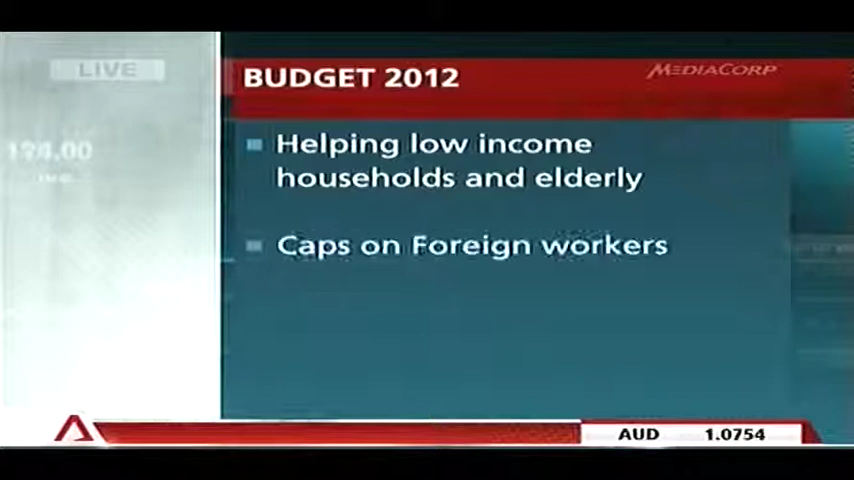 LIVE
BUDGET 2012
MEDIACORP
Helping low income
households and elderly
Caps on Foreign workers
AUD 1.0754